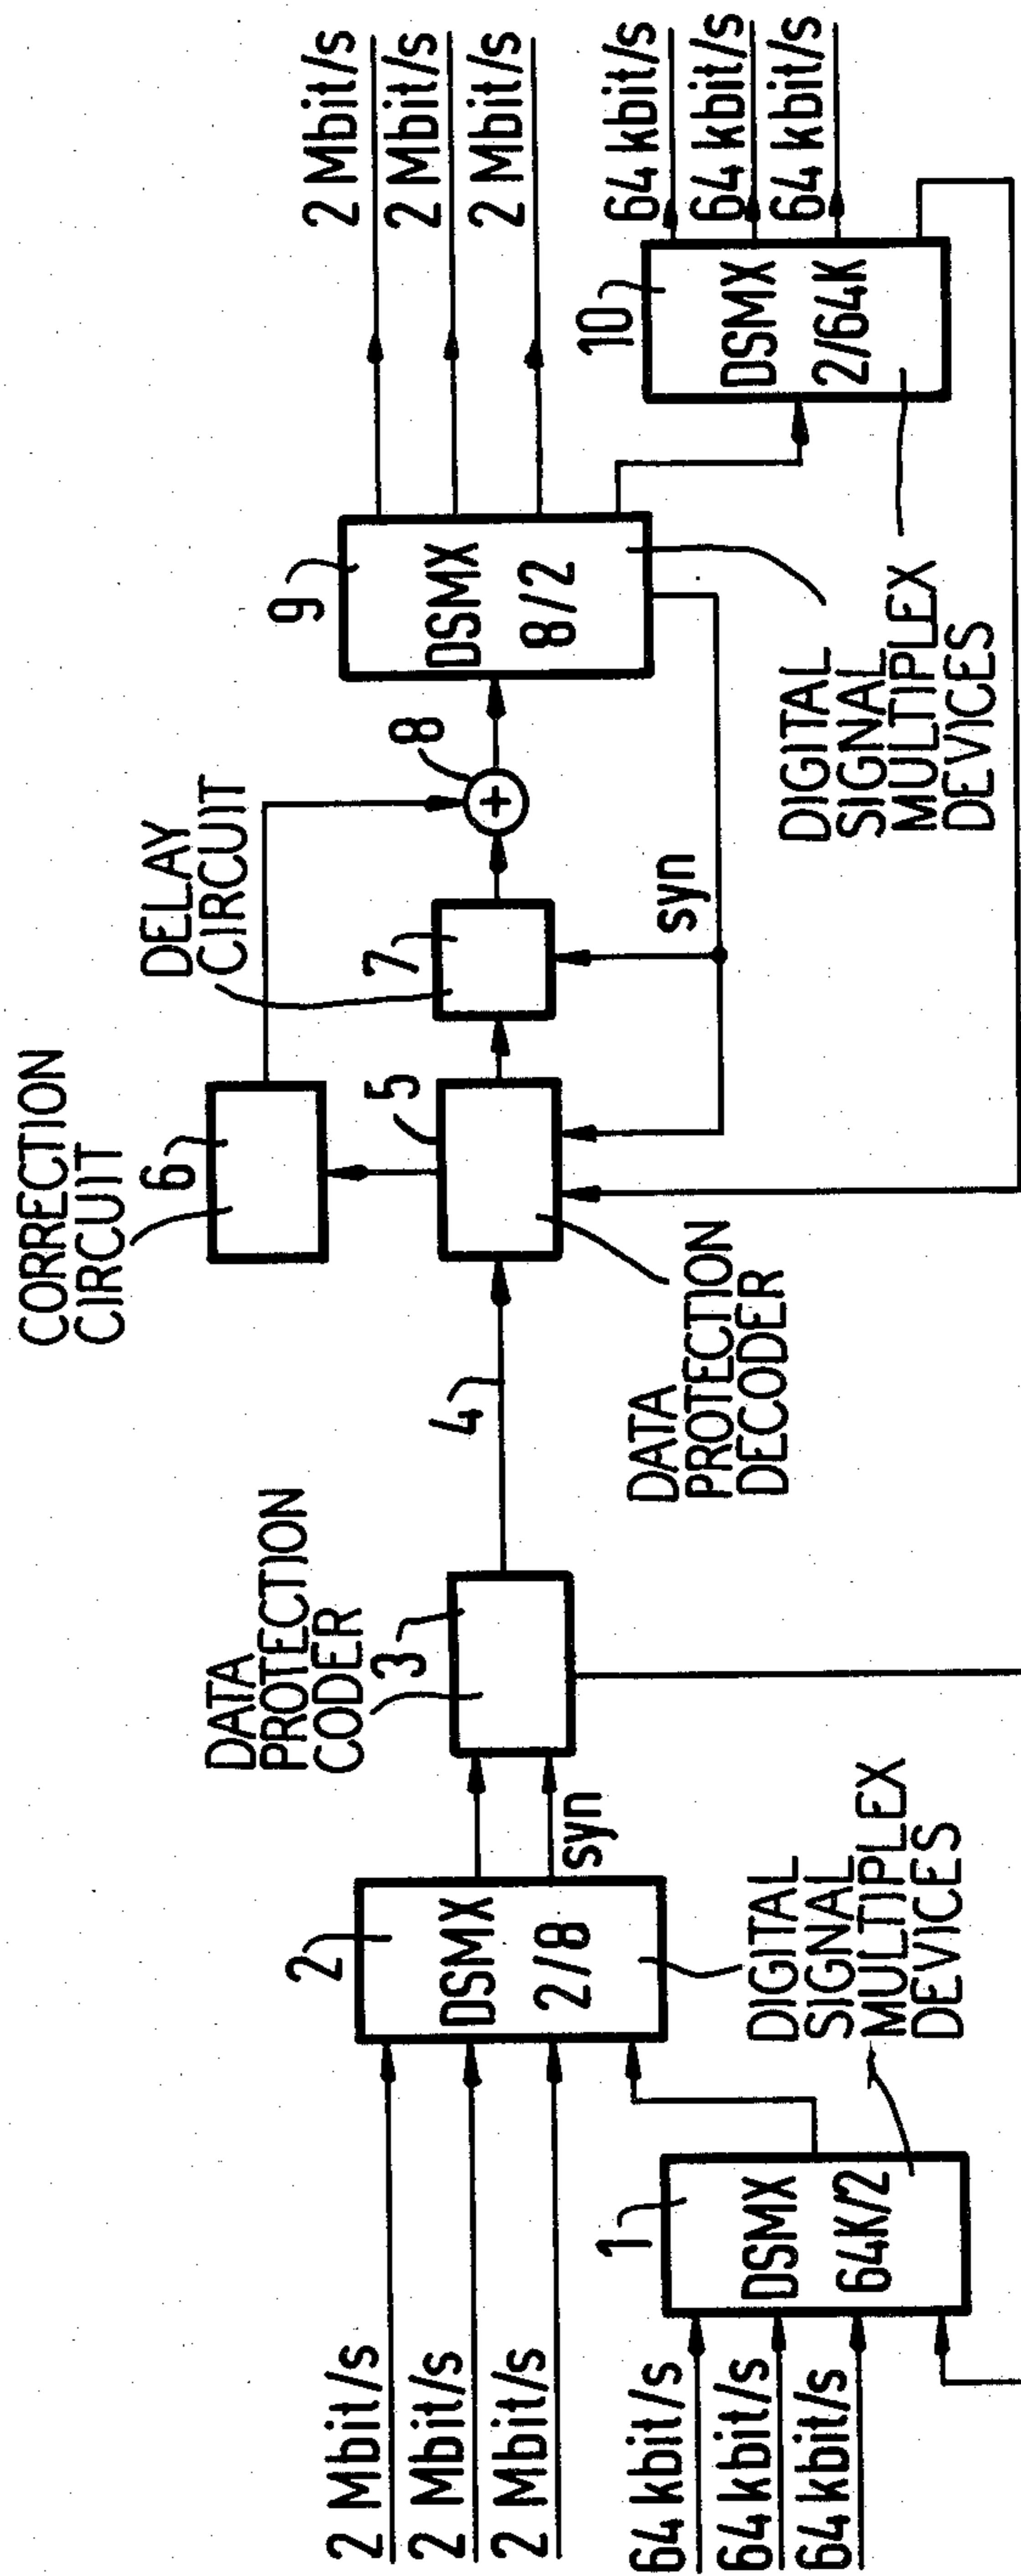 2 Mbit/s
2 Mbit/s
2 Mbit/s
64 kbit/s
64 kbit/s
64 kbit/s
1
DSMX
64K/2
2
DSMX
2/8
syn
DIGITAL
SIGNAL
MULTIPLEX
DEVICES
DATA
PROTECTION
CODER
3
4
DATA
PROTECTION
DECODER
5
CORRECTION
CIRCUIT
6
DELAY
CIRCUIT
7
8
syn
9
DSMX
8/2
DIGITAL
SIGNAL
MULTIPLEX
DEVICES
10
DSMX
2/64K
2 Mbit/s
2 Mbit/s
2 Mbit/s
64 kbit/s
64 kbit/s
64 kbit/s